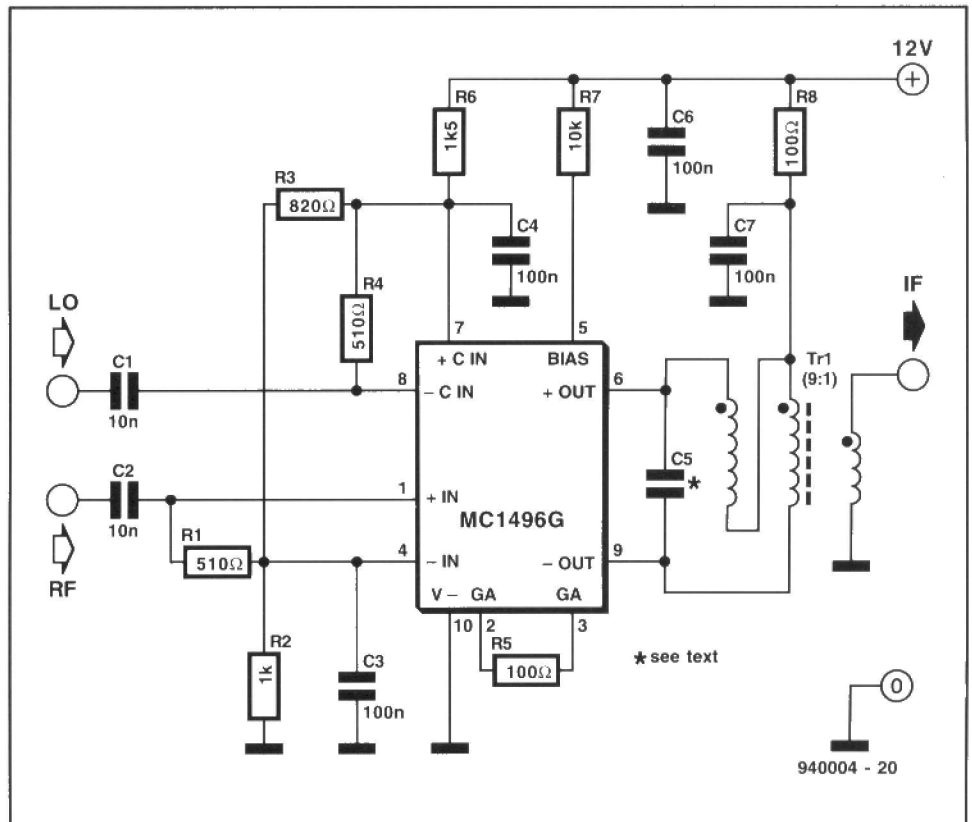 12V
+
R6
1k5
R7
10k
C6
100n
R8
100Ω
R3
820Ω
C4
100n
C7
100n
R4
510Ω
LO
IF
C1
10n
7
5
+ C IN
BIAS
Tr1
(9:1)
8
– C IN
+ OUT
6
C5
*
C2
10n
1
+ IN
MC1496G
RF
R1
510Ω
4
– IN
– OUT
9
V –
GA
GA
10
2
3
R5
100Ω
* see text
R2
1k
C3
100n
0
940004 - 20